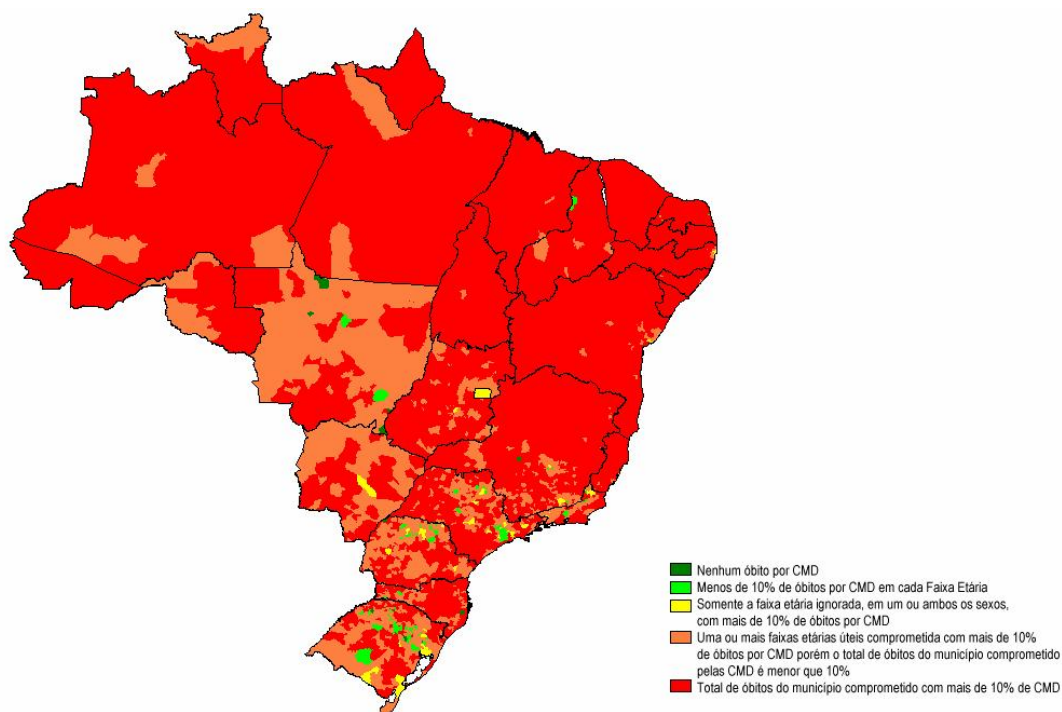 Nenhum óbito por CMD
Menos de 10% de óbitos por CMD em cada Faixa Etária
Somente a faixa etária ignorada, em um ou ambos os sexos,
com mais de 10% de óbitos por CMD
Uma ou mais faixas etárias úteis comprometida com mais de 10%
de óbitos por CMD porém o total de óbitos do município comprometido
pelas CMD é menor que 10%
Total de óbitos do município comprometido com mais de 10% de CMD